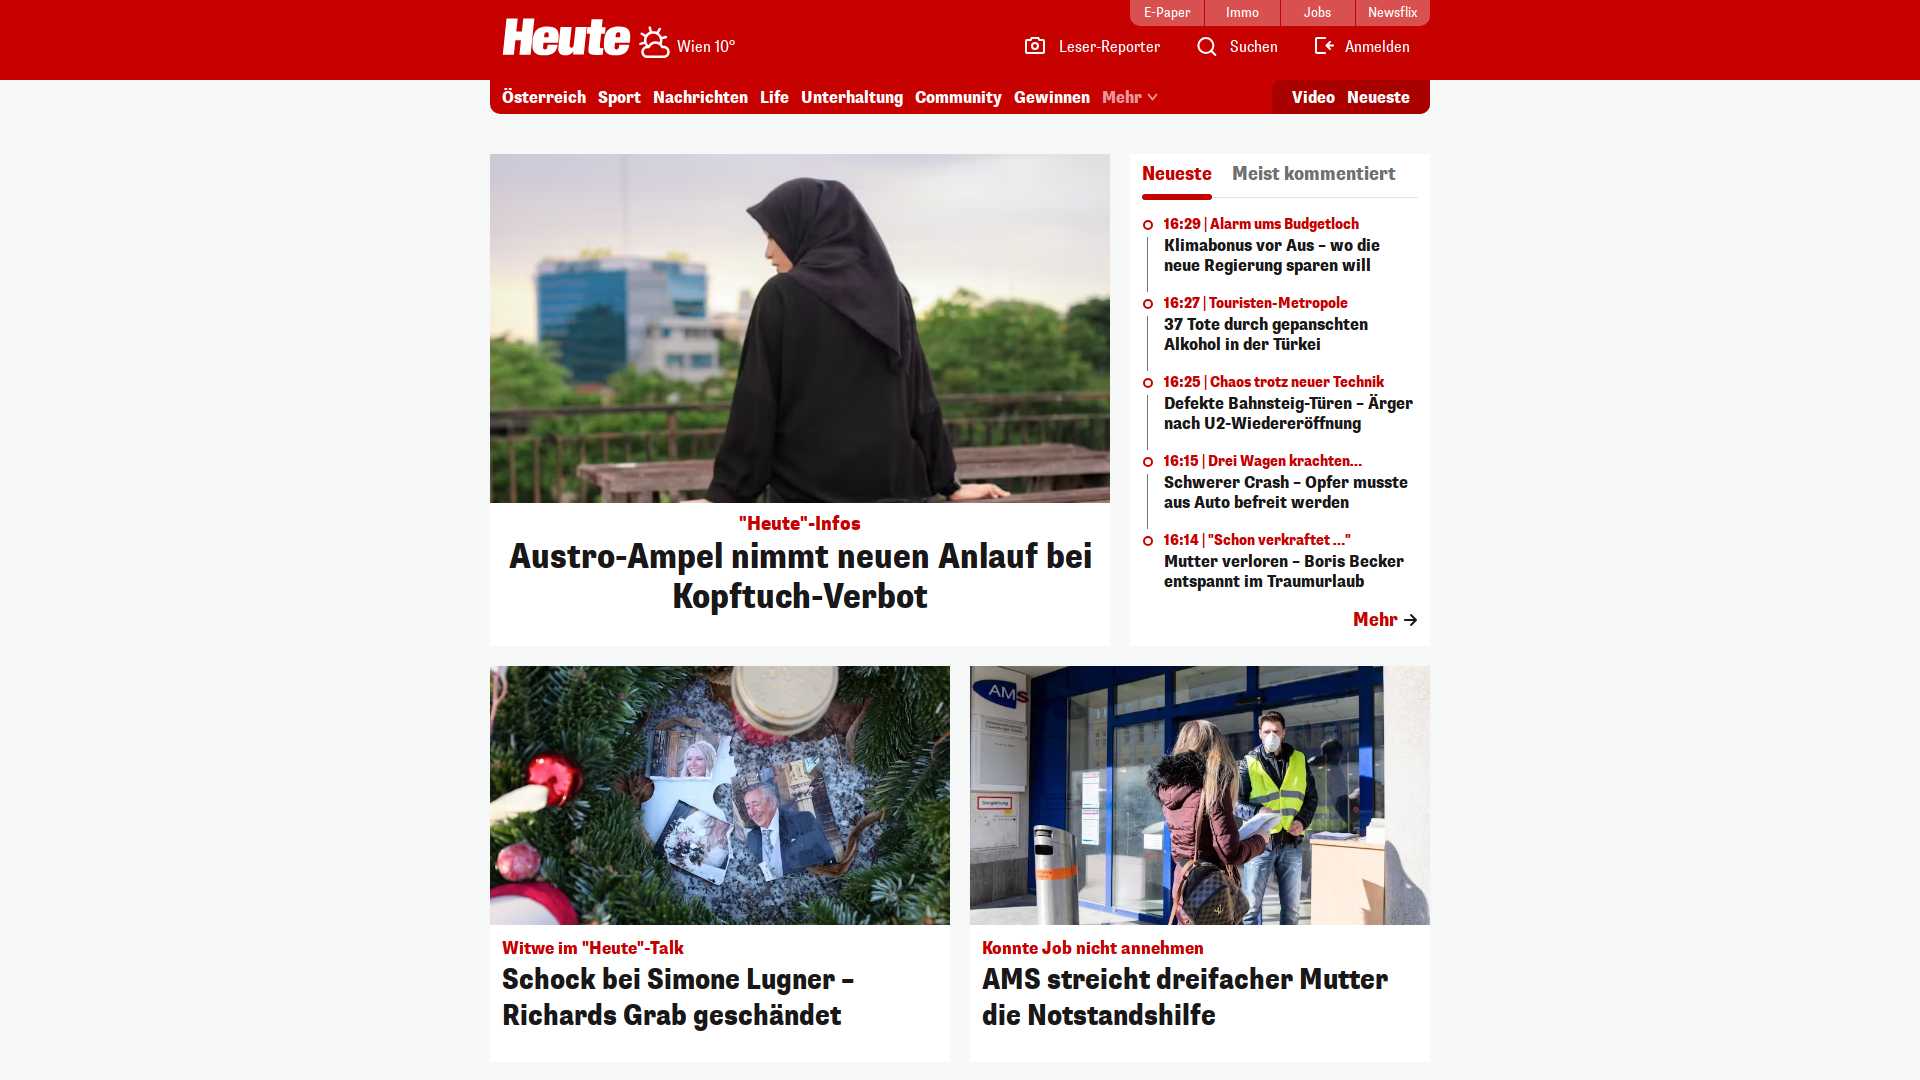 E-Paper
Immo
Jobs
Newsflix
Heute
Wien 10°
Leser-Reporter
Suchen
Anmelden
Österreich
Sport
Nachrichten
Life
Unterhaltung
Community
Gewinnen
Mehr
Video
Neueste
"Heute"-Infos
Austro-Ampel nimmt neuen Anlauf bei
Kopftuch-Verbot
Neueste
Meist kommentiert
16:29 | Alarm ums Budgetloch
Klimabonus vor Aus – wo die
neue Regierung sparen will
16:27 | Touristen-Metropole
37 Tote durch gepanschten
Alkohol in der Türkei
16:25 | Chaos trotz neuer Technik
Defekte Bahnsteig-Türen – Ärger
nach U2-Wiedereröffnung
16:15 | Drei Wagen krachten...
Schwerer Crash – Opfer musste
aus Auto befreit werden
16:14 | "Schon verkraftet ..."
Mutter verloren – Boris Becker
entspannt im Traumurlaub
Mehr
Witwe im "Heute"-Talk
Schock bei Simone Lugner –
Richards Grab geschändet
AMS
Konnte Job nicht annehmen
AMS streicht dreifacher Mutter
die Notstandshilfe